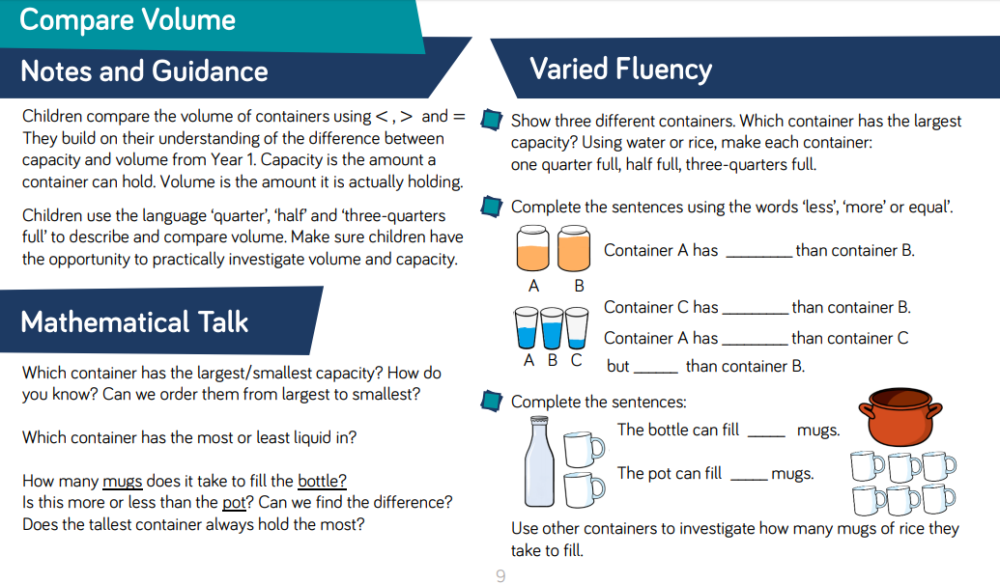 Compare Volume
Notes and Guidance
Children compare the volume of containers using < , > and =
They build on their understanding of the difference between
capacity and volume from Year 1. Capacity is the amount a
container can hold. Volume is the amount it is actually holding.
Children use the language ‘quarter’, ‘half’ and ‘three-quarters
full’ to describe and compare volume. Make sure children have
the opportunity to practically investigate volume and capacity.
Mathematical Talk
Which container has the largest/smallest capacity? How do
you know? Can we order them from largest to smallest?
Which container has the most or least liquid in?
How many mugs does it take to fill the bottle?
Is this more or less than the pot? Can we find the difference?
Does the tallest container always hold the most?
Varied Fluency
Show three different containers. Which container has the largest
capacity? Using water or rice, make each container:
one quarter full, half full, three-quarters full.
Complete the sentences using the words ‘less’, ‘more’ or equal’.
Container A has ________ than container B.
A B
Container C has ________ than container B.
Container A has ________ than container C
A B C
but _____ than container B.
Complete the sentences:
The bottle can fill ____ mugs.
The pot can fill ____ mugs.
Use other containers to investigate how many mugs of rice they
take to fill.
9